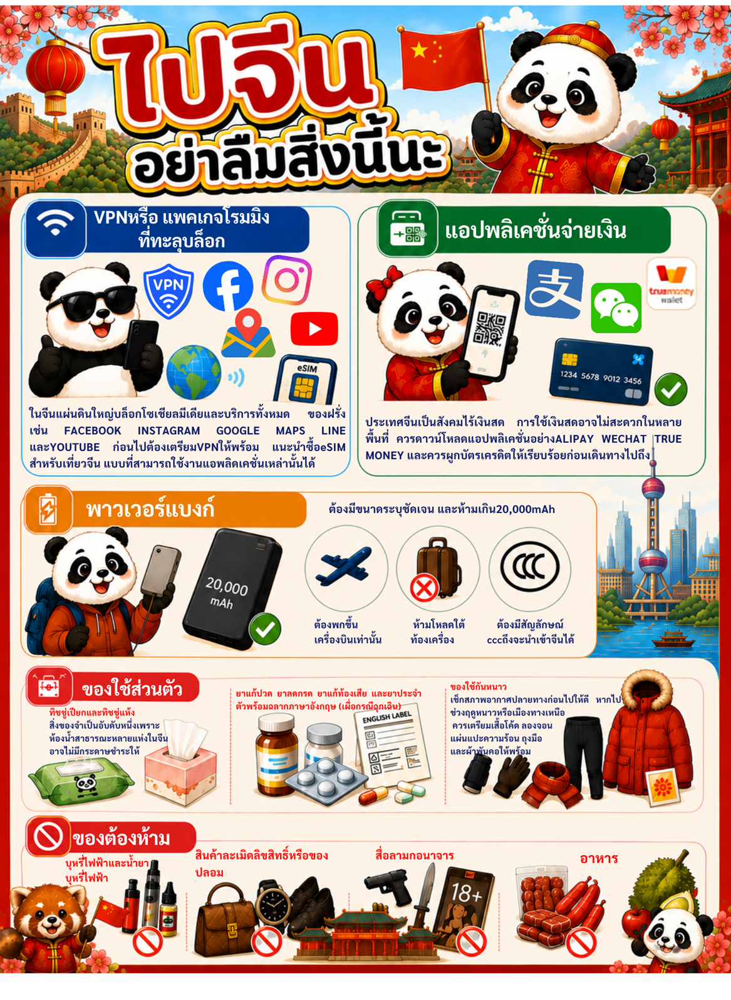 ไปจีน
อย่าลืมสิ่งนี้นะ
VPNหรือ แพคเกจโรมมิง
ที่ทะลุบล็อก
VPN
eSIM
ในจีนแผ่นดินใหญ่บล็อกโซเชียลมีเดียและบริการทั้งหมด ของฝรั่ง
เช่น FACEBOOK INSTAGRAM GOOGLE MAPS LINE
และYOUTUBE ก่อนไปต้องเตรียมVPNให้พร้อม แนะนำซื้อeSIM
สำหรับเที่ยวจีน แบบที่สามารถใช้งานแอพลิดเคชั่นเหล่านั้นได้
แอปพลิเคชั่นจ่ายเงิน
支
truemoney
wallet
1234 5678 9012 3456
ประเทศจีนเป็นสังคมไร้เงินสด การใช้เงินสดอาจไม่สะดวกในหลาย
พื้นที่ ควรดาวน์โหลดแอปพลิเคชั่นอย่างALIPAY WECHAT TRUE
MONEY และควรผูกบัตรเครดิตให้เรียบร้อยก่อนเดินทางไปถึง
พาวเวอร์แบงก์
ต้องมีขนาดระบุชัดเจน และห้ามเกิน20,000mAh
20,000
mAh
CCC
ต้องพกขึ้น
เครื่องบินเท่านั้น
ห้ามโหลดใต้
ท้องเครื่อง
ต้องมีสัญลักษณ์
cccถึงจะนำเข้าจีนได้
ของใช้ส่วนตัว
ทิชชู่เปียกและทิชชู่แห้ง
สิ่งของจำเป็นอับดับหนึ่งเพราะ
ห้องน้ำสาธารณะหลายแห่งในจีน
อาจไม่มีกระดาษชำระให้
ยาแก้ปวด ยาลดกรด ยาแก้ท้องเสีย และยาประจำ
ตัวพร้อมฉลากภาษาอังกฤษ (เผื่อกรณีฉุกเฉิน)
ENGLISH LABEL
ของใช้กันหนาว
เช็กสภาพอากาศปลายทางก่อนไปให้ดี หากไป
ช่วงฤดูหนาวหรือเมืองทางเหนือ
ควรเตรียมเสื้อโค้ด ลองจอน
แผ่นแปะความร้อน ถุงมือ
และผ้าพันคอให้พร้อม
ของต้องห้าม
บุหรี่ไฟฟ้าและน้ำยา
บุหรี่ไฟฟ้า
สินค้าละเมิดลิขสิทธิ์หรือของ
ปลอม
สื่อลามกอนาจาร
18+
อาหาร